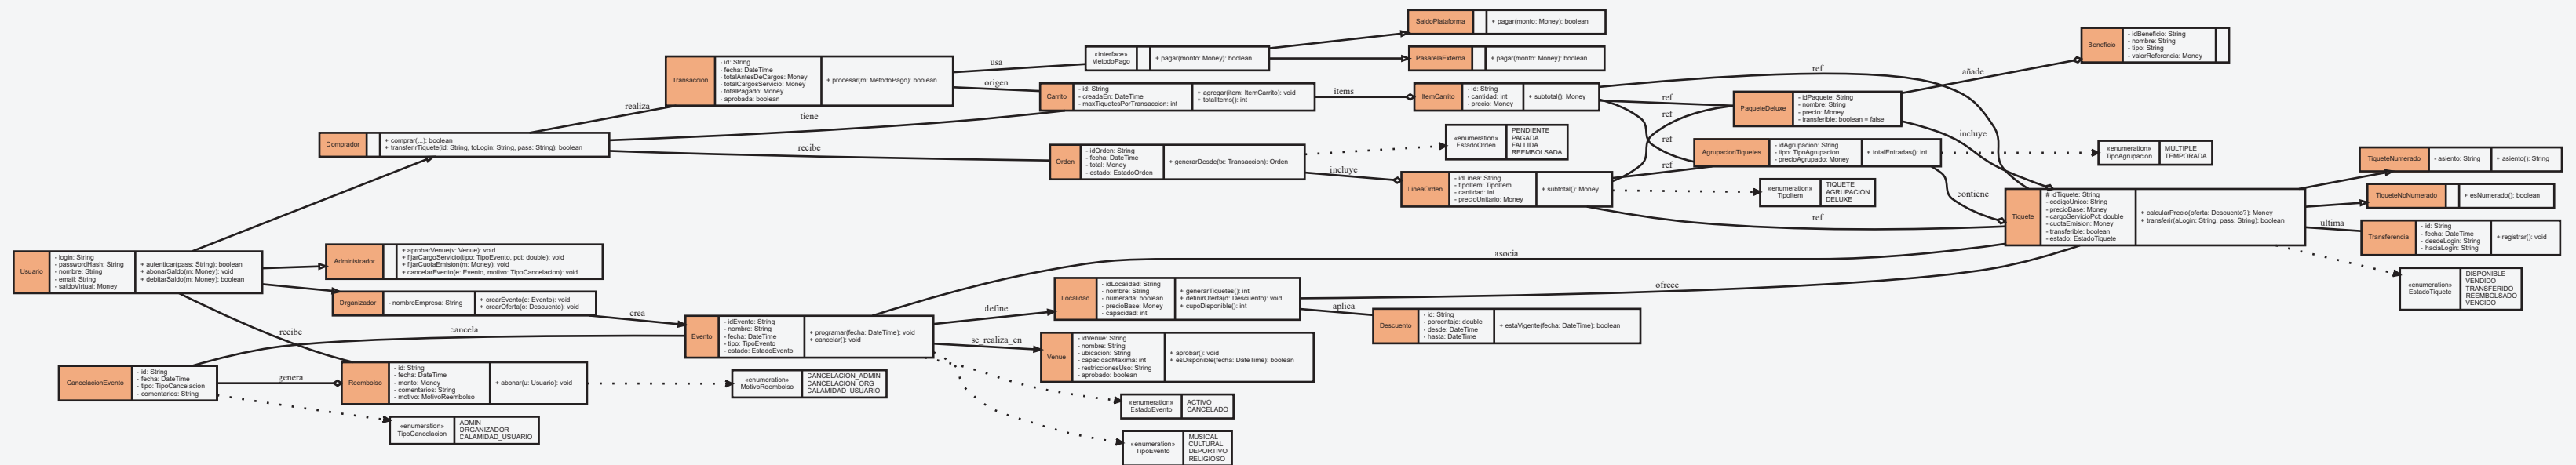 SaldoPlataforma
+ pagar(monto: Money): boolean
«interface»
MetodoPago
+ pagar(monto: Money): boolean
PasarelaExterna
+ pagar(monto: Money): boolean
Beneficio
- idBeneficio: String
- nombre: String
- tipo: String
- valorReferencia: Money
Transaccion
- id: String
- fecha: DateTime
- totalAntesDeCargos: Money
- totalCargosServicio: Money
- totalPagado: Money
- aprobada: boolean
+ procesar(m: MetodoPago): boolean
usa
origen
realiza
tiene
recibe
Carrito
- id: String
- creadaEn: DateTime
- maxTiquetesPorTransaccion: int
+ agregar(item: ItemCarrito): void
+ totalItems(): int
items
ItemCarrito
- id: String
- cantidad: int
- precio: Money
+ subtotal(): Money
ref
ref
ref
ref
ref
ref
añade
PaqueteDeluxe
- idPaquete: String
- nombre: String
- precio: Money
- transferible: boolean = false
incluye
Comprador
+ comprar(...): boolean
+ transferirTiquete(id: String, toLogin: String, pass: String): boolean
Orden
- idOrden: String
- fecha: DateTime
- total: Money
- estado: EstadoOrden
+ generarDesde(tx: Transaccion): Orden
«enumeration»
EstadoOrden
PENDIENTE
PAGADA
FALLIDA
REEMBOLSADA
incluye
AgrupacionTiquetes
- idAgrupacion: String
- tipo: TipoAgrupacion
- precioAgrupado: Money
+ totalEntradas(): int
«enumeration»
TipoAgrupacion
MULTIPLE
TEMPORADA
LineaOrden
- idLinea: String
- tipoItem: TipoItem
- cantidad: int
- precioUnitario: Money
+ subtotal(): Money
«enumeration»
TipoItem
TIQUETE
AGRUPACION
DELUXE
contiene
Tiquete
# idTiquete: String
- codigoUnico: String
- precioBase: Money
- cargoServicioPct: double
- cuotaEmision: Money
- transferible: boolean
- estado: EstadoTiquete
+ calcularPrecio(oferta: Descuento?): Money
+ transferir(aLogin: String, pass: String): boolean
TiqueteNumerado
- asiento: String
+ asiento(): String
TiqueteNoNumerado
+ esNumerado(): boolean
ultima
Transferencia
- id: String
- fecha: DateTime
- desdeLogin: String
- haciaLogin: String
+ registrar(): void
«enumeration»
EstadoTiquete
DISPONIBLE
VENDIDO
TRANSFERIDO
REEMBOLSADO
VENCIDO
Usuario
- login: String
- passwordHash: String
- nombre: String
- email: String
- saldoVirtual: Money
+ autenticar(pass: String): boolean
+ abonarSaldo(m: Money): void
+ debitarSaldo(m: Money): boolean
Administrador
+ aprobarVenue(v: Venue): void
+ fijarCargoServicio(tipo: TipoEvento, pct: double): void
+ fijarCuotaEmision(m: Money): void
+ cancelarEvento(e: Evento, motivo: TipoCancelacion): void
Organizador
- nombreEmpresa: String
+ crearEvento(e: Evento): void
+ crearOferta(o: Descuento): void
asocia
ofrece
crea
recibe
cancela
Evento
- idEvento: String
- nombre: String
- fecha: DateTime
- tipo: TipoEvento
- estado: EstadoEvento
+ programar(fecha: DateTime): void
+ cancelar(): void
define
se_realiza_en
Localidad
- idLocalidad: String
- nombre: String
- numerada: boolean
- precioBase: Money
- capacidad: int
+ generarTiquetes(): int
+ definirOferta(d: Descuento): void
+ cupoDisponible(): int
aplica
Descuento
- id: String
- porcentaje: double
- desde: DateTime
- hasta: DateTime
+ estaVigente(fecha: DateTime): boolean
Venue
- idVenue: String
- nombre: String
- ubicacion: String
- capacidadMaxima: int
- restriccionesUso: String
- aprobado: boolean
+ aprobar(): void
+ esDisponible(fecha: DateTime): boolean
CancelacionEvento
- id: String
- fecha: DateTime
- tipo: TipoCancelacion
- comentarios: String
genera
Reembolso
- id: String
- fecha: DateTime
- monto: Money
- comentarios: String
- motivo: MotivoReembolso
+ abonar(u: Usuario): void
«enumeration»
MotivoReembolso
CANCELACION_ADMIN
CANCELACION_ORG
CALAMIDAD_USUARIO
«enumeration»
TipoCancelacion
ADMIN
ORGANIZADOR
CALAMIDAD_USUARIO
«enumeration»
EstadoEvento
ACTIVO
CANCELADO
«enumeration»
TipoEvento
MUSICAL
CULTURAL
DEPORTIVO
RELIGIOSO